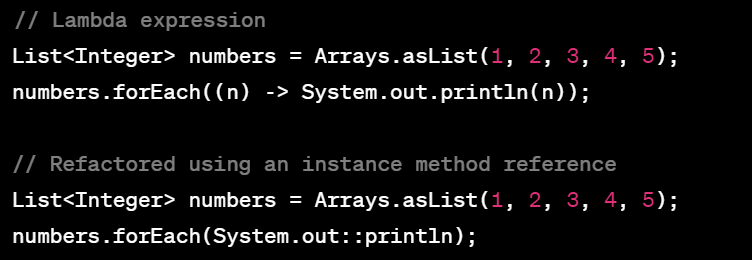 // Lambda expression
List<Integer> numbers = Arrays.asList(1, 2, 3, 4, 5);
numbers.forEach((n) -> System.out.println(n));
// Refactored using an instance method reference
List<Integer> numbers = Arrays.asList(1, 2, 3, 4, 5);
numbers.forEach(System.out::println);